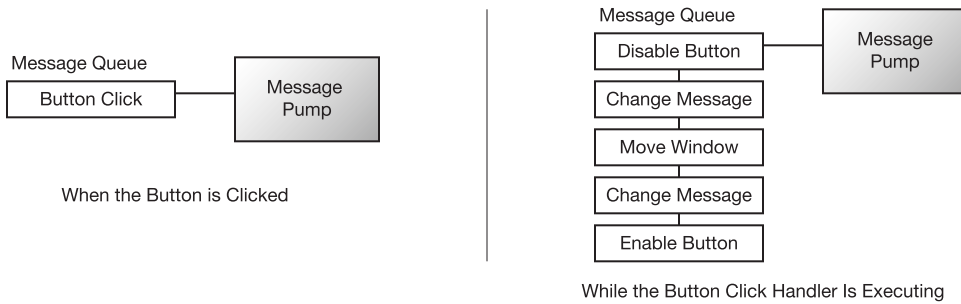 Message Queue
Button Click
Message
Pump
When the Button is Clicked
Message Queue
Disable Button
Change Message
Move Window
Change Message
Enable Button
Message
Pump
While the Button Click Handler Is Executing